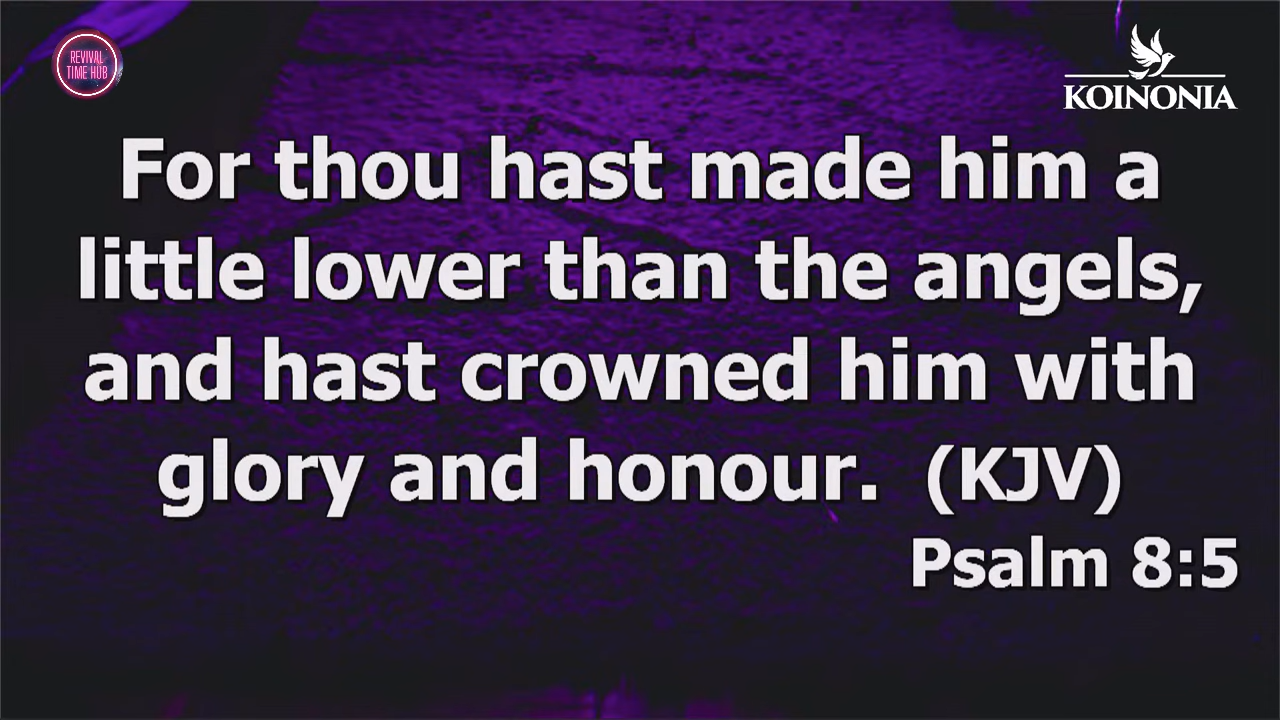 REVIVAL
TIME HUB
KOINONIA
For thou hast made him a
little lower than the angels,
and hast crowned him with
glory and honour. (KJV)
Psalm 8:5